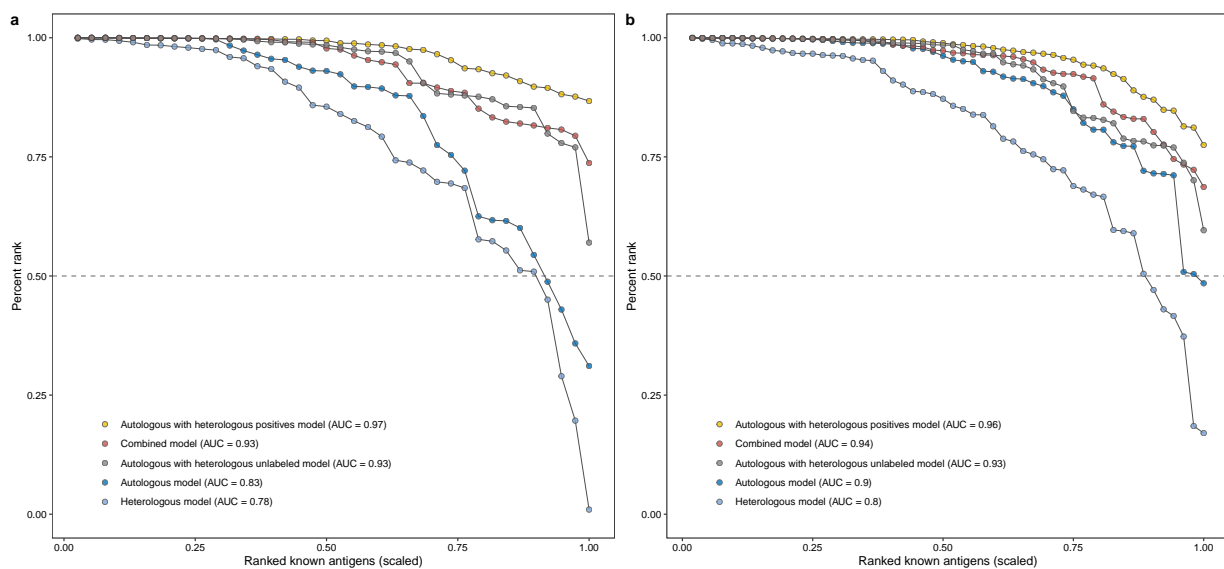 a
1.00
0.75
0.50
0.25
0.00
Percent rank
Autologous with heterologous positives model (AUC = 0.97)
Combined model (AUC = 0.93)
Autologous with heterologous unlabeled model (AUC = 0.93)
Autologous model (AUC = 0.83)
Heterologous model (AUC = 0.78)
0.00 0.25 0.50 0.75 1.00
Ranked known antigens (scaled)
b
1.00
0.75
0.50
0.25
0.00
Percent rank
Autologous with heterologous positives model (AUC = 0.96)
Combined model (AUC = 0.94)
Autologous with heterologous unlabeled model (AUC = 0.93)
Autologous model (AUC = 0.9)
Heterologous model (AUC = 0.8)
0.00 0.25 0.50 0.75 1.00
Ranked known antigens (scaled)